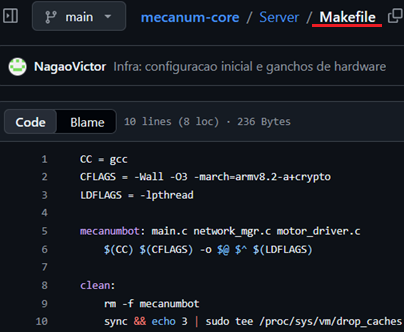 main
mecanum-core / Server / Makefile
NagaoVictor Infra: configuracao inicial e ganchos de hardware
Code Blame 10 lines (8 loc) · 236 Bytes
1 CC = gcc
2 CFLAGS = -Wall -O3 -march=armv8.2-a+crypto
3 LDFLAGS = -lpthread
4
5 mecanumbot: main.c network_mgr.c motor_driver.c
6 $(CC) $(CFLAGS) -o $@ $^ $(LDFLAGS)
7
8 clean:
9 rm -f mecanumbot
10 sync && echo 3 | sudo tee /proc/sys/vm/drop_caches